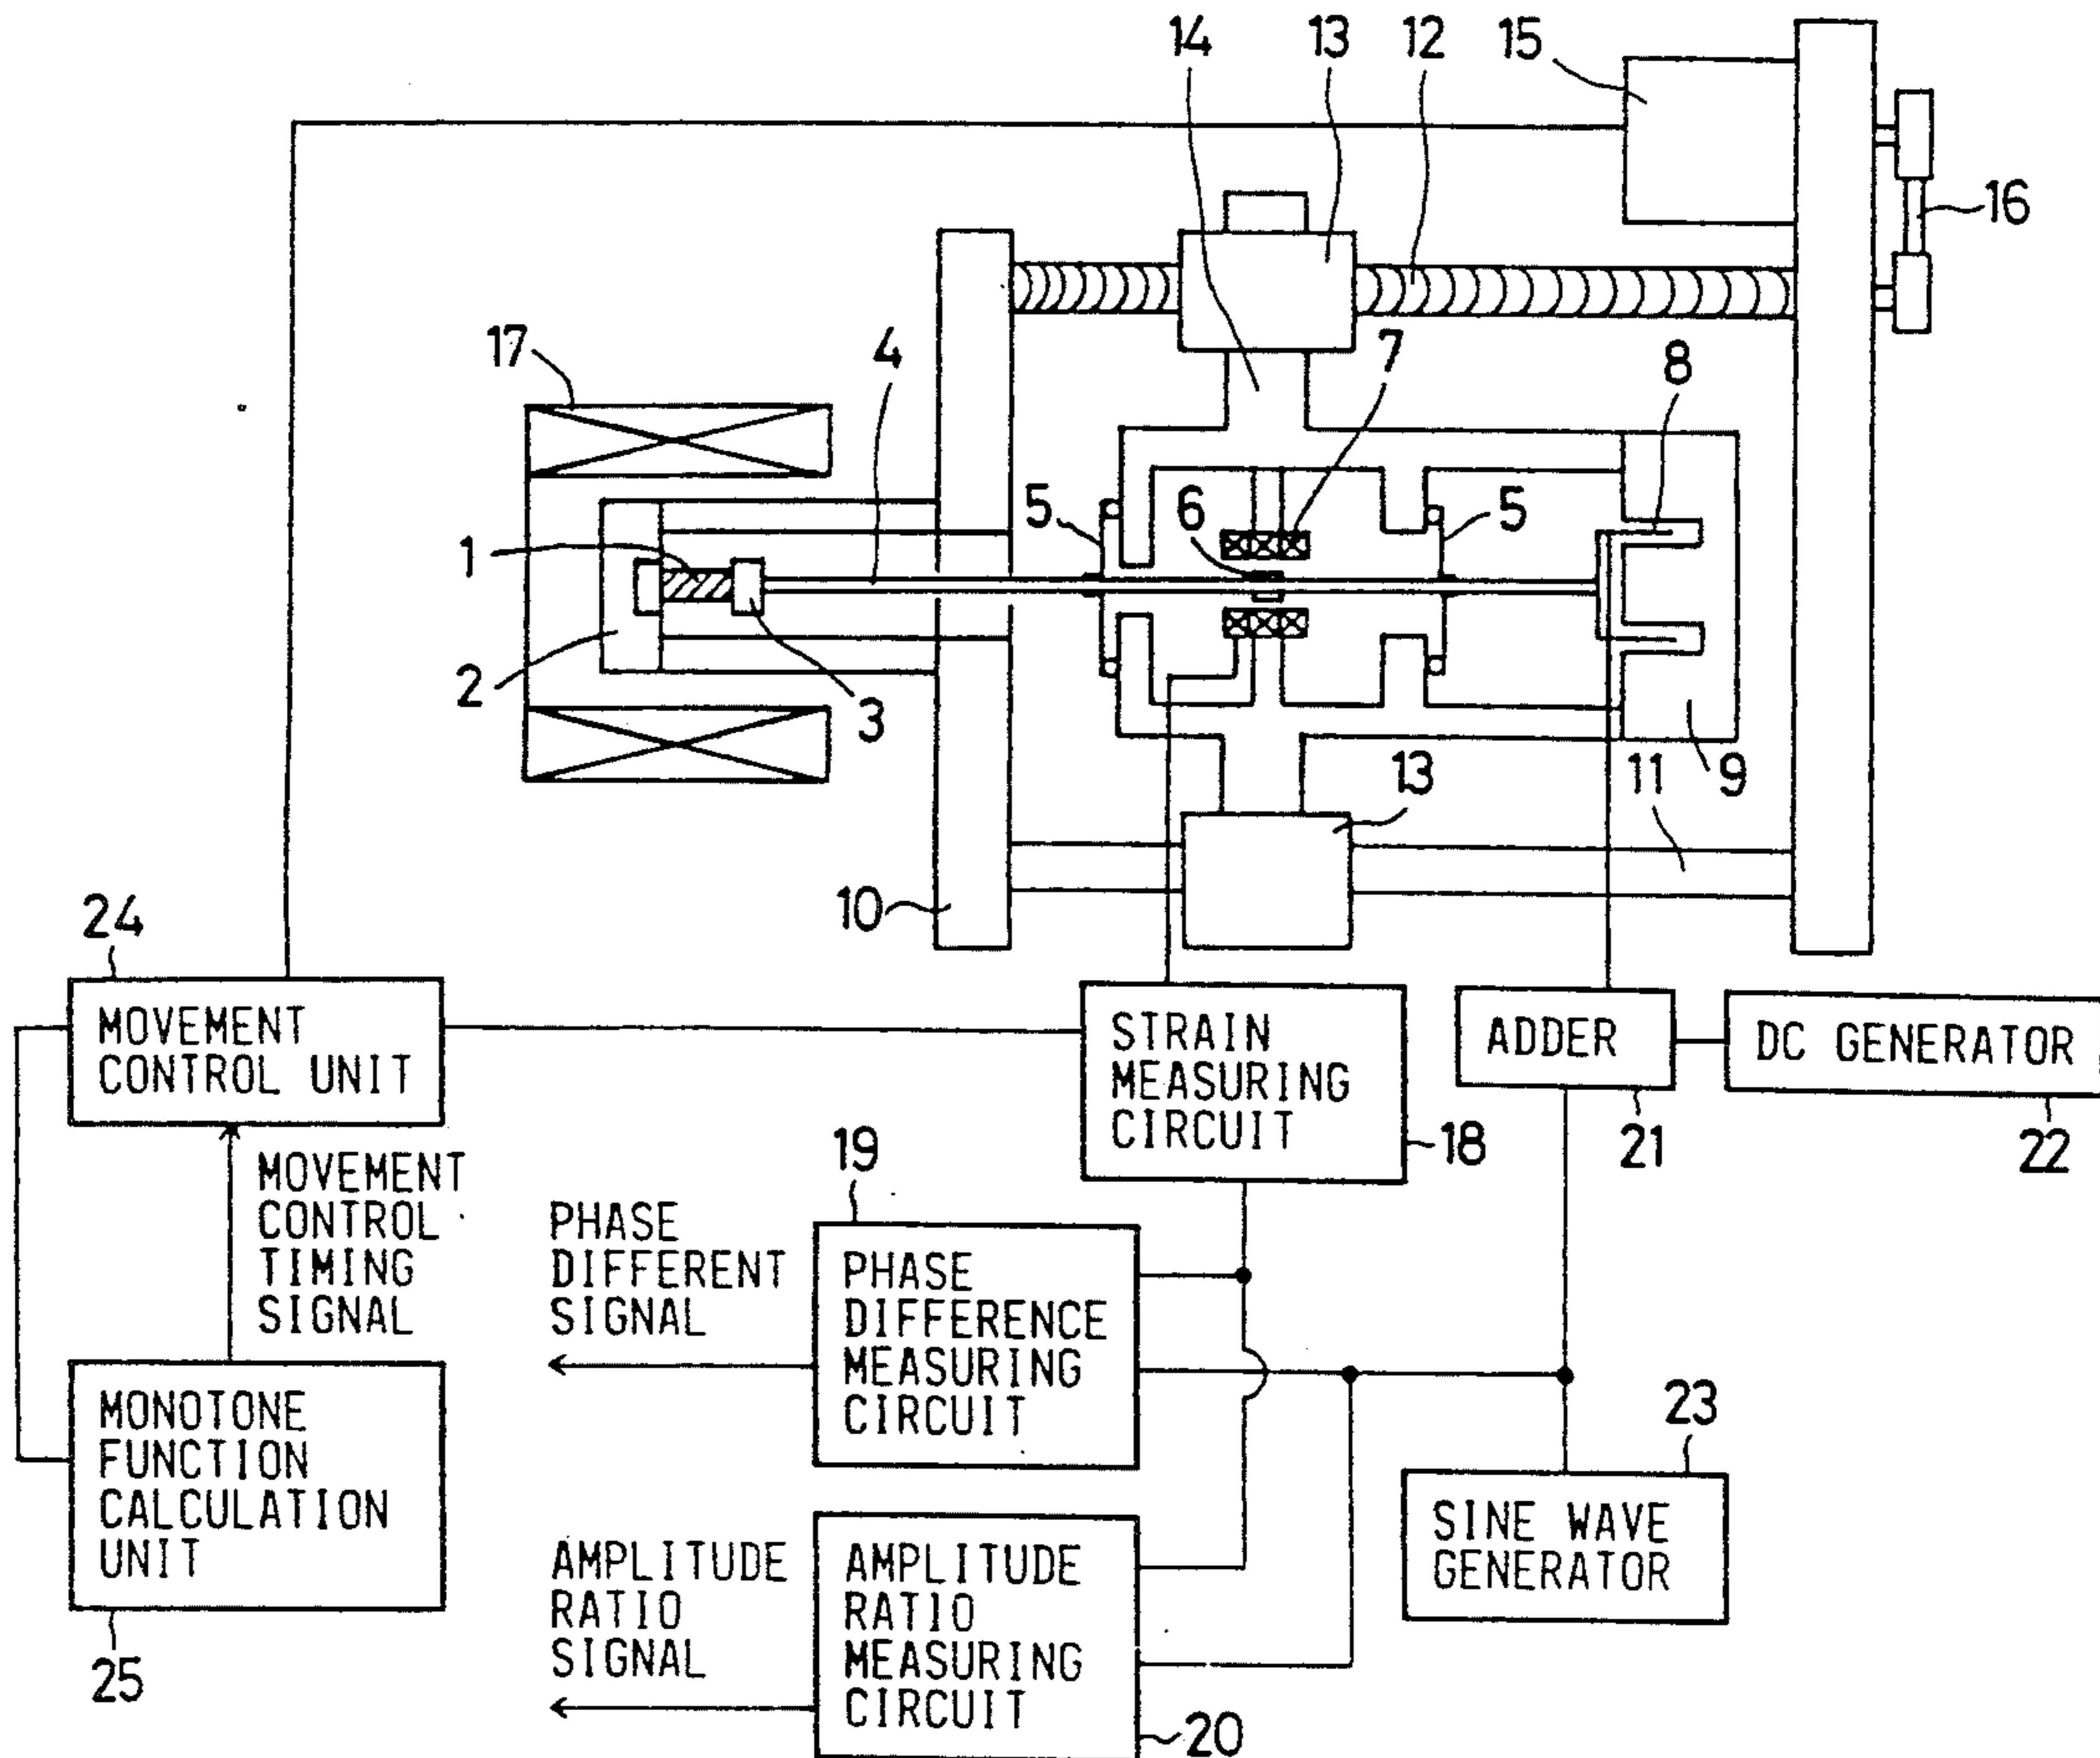 14
13
12
15
16
17
4
7
8
5
6
5
1
2
3
11
9
13
10
24
MOVEMENT
CONTROL UNIT
STRAIN
MEASURING
CIRCUIT
ADDER
DC GENERATOR
18
21
22
MOVEMENT
CONTROL
TIMING
SIGNAL
19
PHASE
DIFFERENT
SIGNAL
PHASE
DIFFERENCE
MEASURING
CIRCUIT
MONOTONE
FUNCTION
CALCULATION
UNIT
25
23
SINE WAVE
GENERATOR
AMPLITUDE
RATIO
SIGNAL
AMPLITUDE
RATIO
MEASURING
CIRCUIT
20